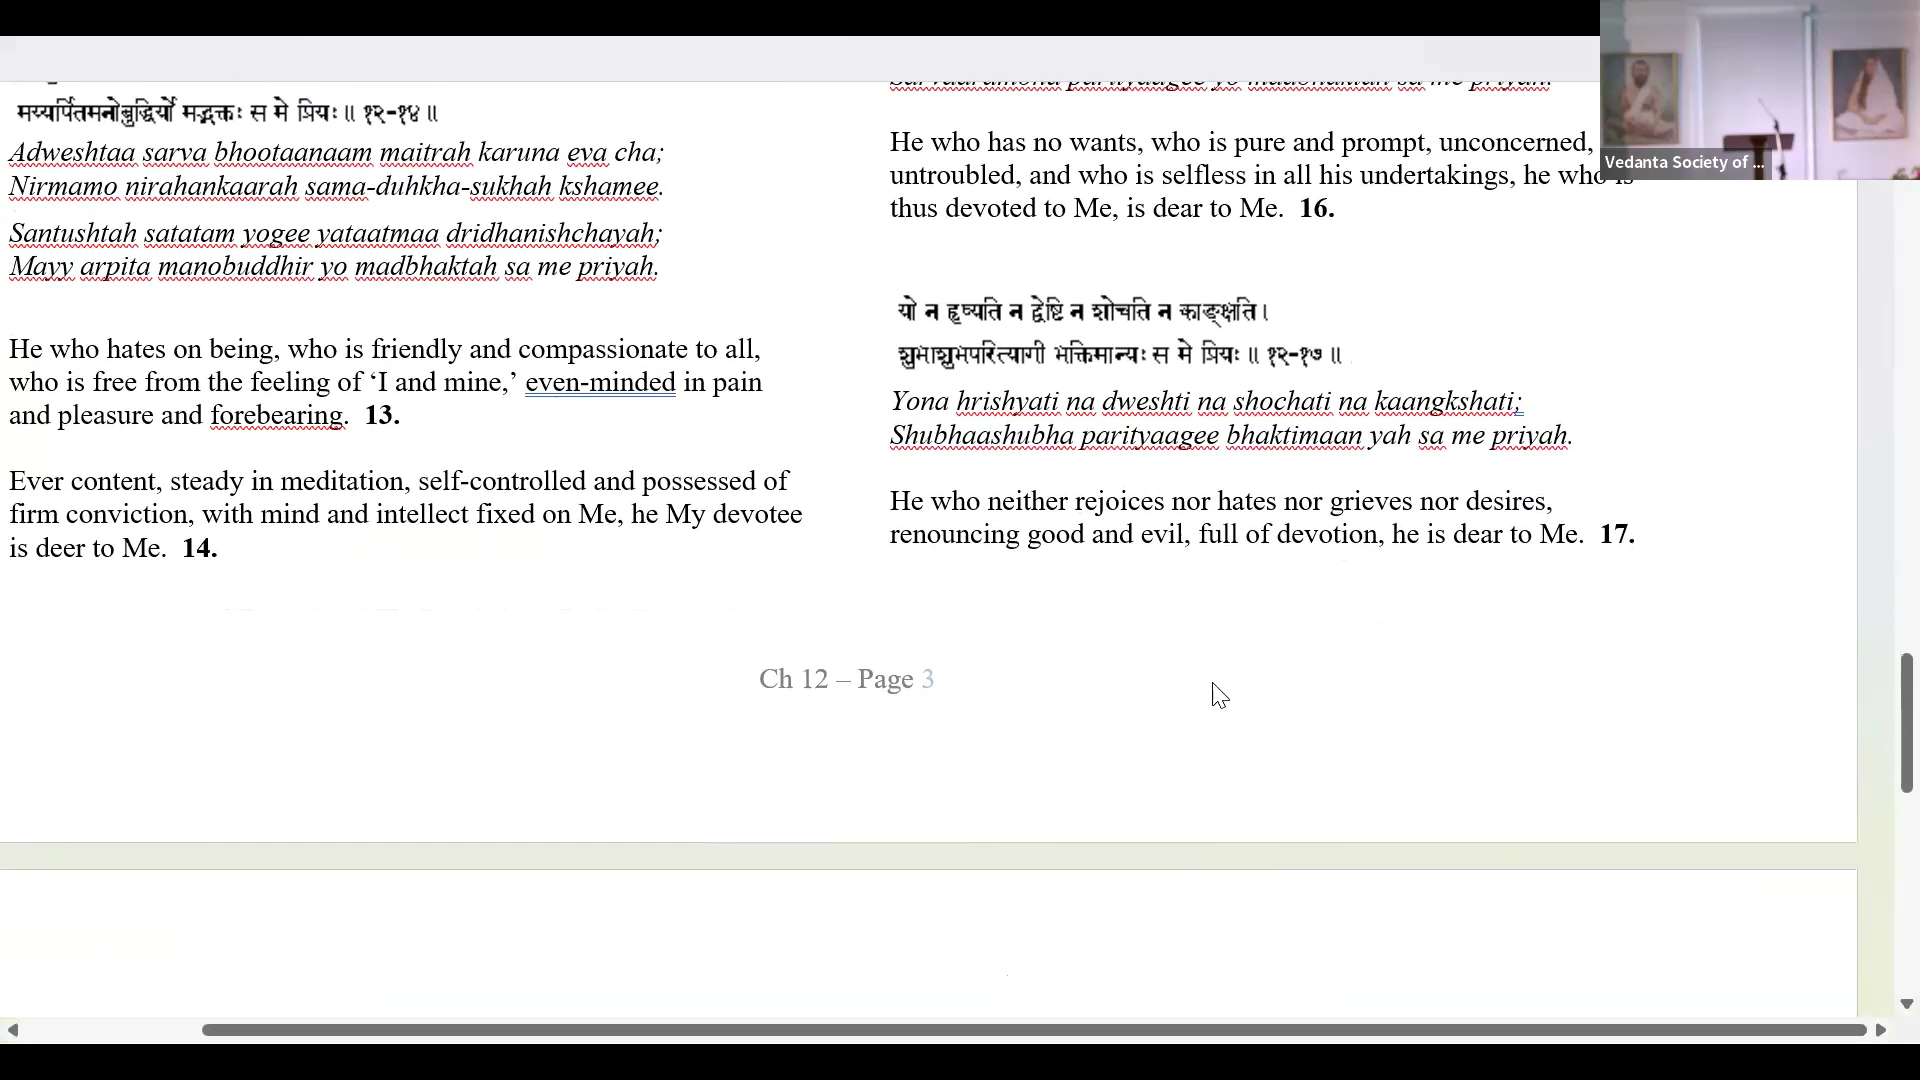 मय्यर्पितमनोबुद्धिर्यो मद्भक्तः स मे प्रियः॥ १२-१४॥
Adweshtaa sarva bhootaanaam maitrah karuna eva cha;
Nirmamo nirahankaarah sama-duhkha-sukhah kshamee.
Santushtah satatam yogee yataatmaa dridhanishchayah;
Mayy arpita manobuddhir yo madbhaktah sa me priyah.
He who hates on being, who is friendly and compassionate to all,
who is free from the feeling of ‘I and mine,’ even-minded in pain
and pleasure and forebearing. 13.
Ever content, steady in meditation, self-controlled and possessed of
firm conviction, with mind and intellect fixed on Me, he My devotee
is deer to Me. 14.
He who has no wants, who is pure and prompt, unconcerned,
untroubled, and who is selfless in all his undertakings, he who is
thus devoted to Me, is dear to Me. 16.
यो न हृष्यति न द्वेष्टि न शोचति न काङ्क्षति।
शुभाशुभपरित्यागी भक्तिमान्यः स मे प्रियः॥ १२-१७॥
Yona hrishyati na dweshti na shochati na kaangkshati;
Shubhaashubha parityaagee bhaktimaan yah sa me priyah.
He who neither rejoices nor hates nor grieves nor desires,
renouncing good and evil, full of devotion, he is dear to Me. 17.
Ch 12 – Page 3
Vedanta Society of ...